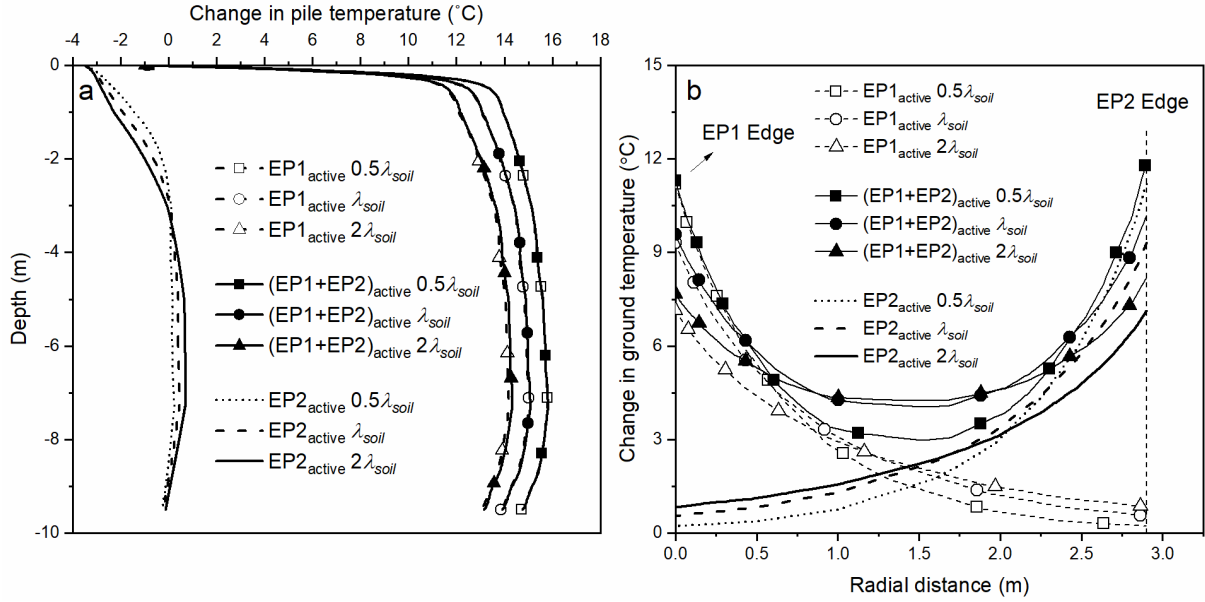 Change in pile temperature (°C)
-4 -2 0 2 4 6 8 10 12 14 16 18
0
-2
-4
-6
-8
-10
Depth (m)
a
EP1active 0.5λsoil
EP1active λsoil
EP1active 2λsoil
(EP1+EP2)active 0.5λsoil
(EP1+EP2)active λsoil
(EP1+EP2)active 2λsoil
EP2active 0.5λsoil
EP2active λsoil
EP2active 2λsoil
15
12
9
6
3
0
Change in ground temperature (°C)
b
EP1 Edge
EP2 Edge
EP1active 0.5λsoil
EP1active λsoil
EP1active 2λsoil
(EP1+EP2)active 0.5λsoil
(EP1+EP2)active λsoil
(EP1+EP2)active 2λsoil
EP2active 0.5λsoil
EP2active λsoil
EP2active 2λsoil
0.0 0.5 1.0 1.5 2.0 2.5 3.0
Radial distance (m)